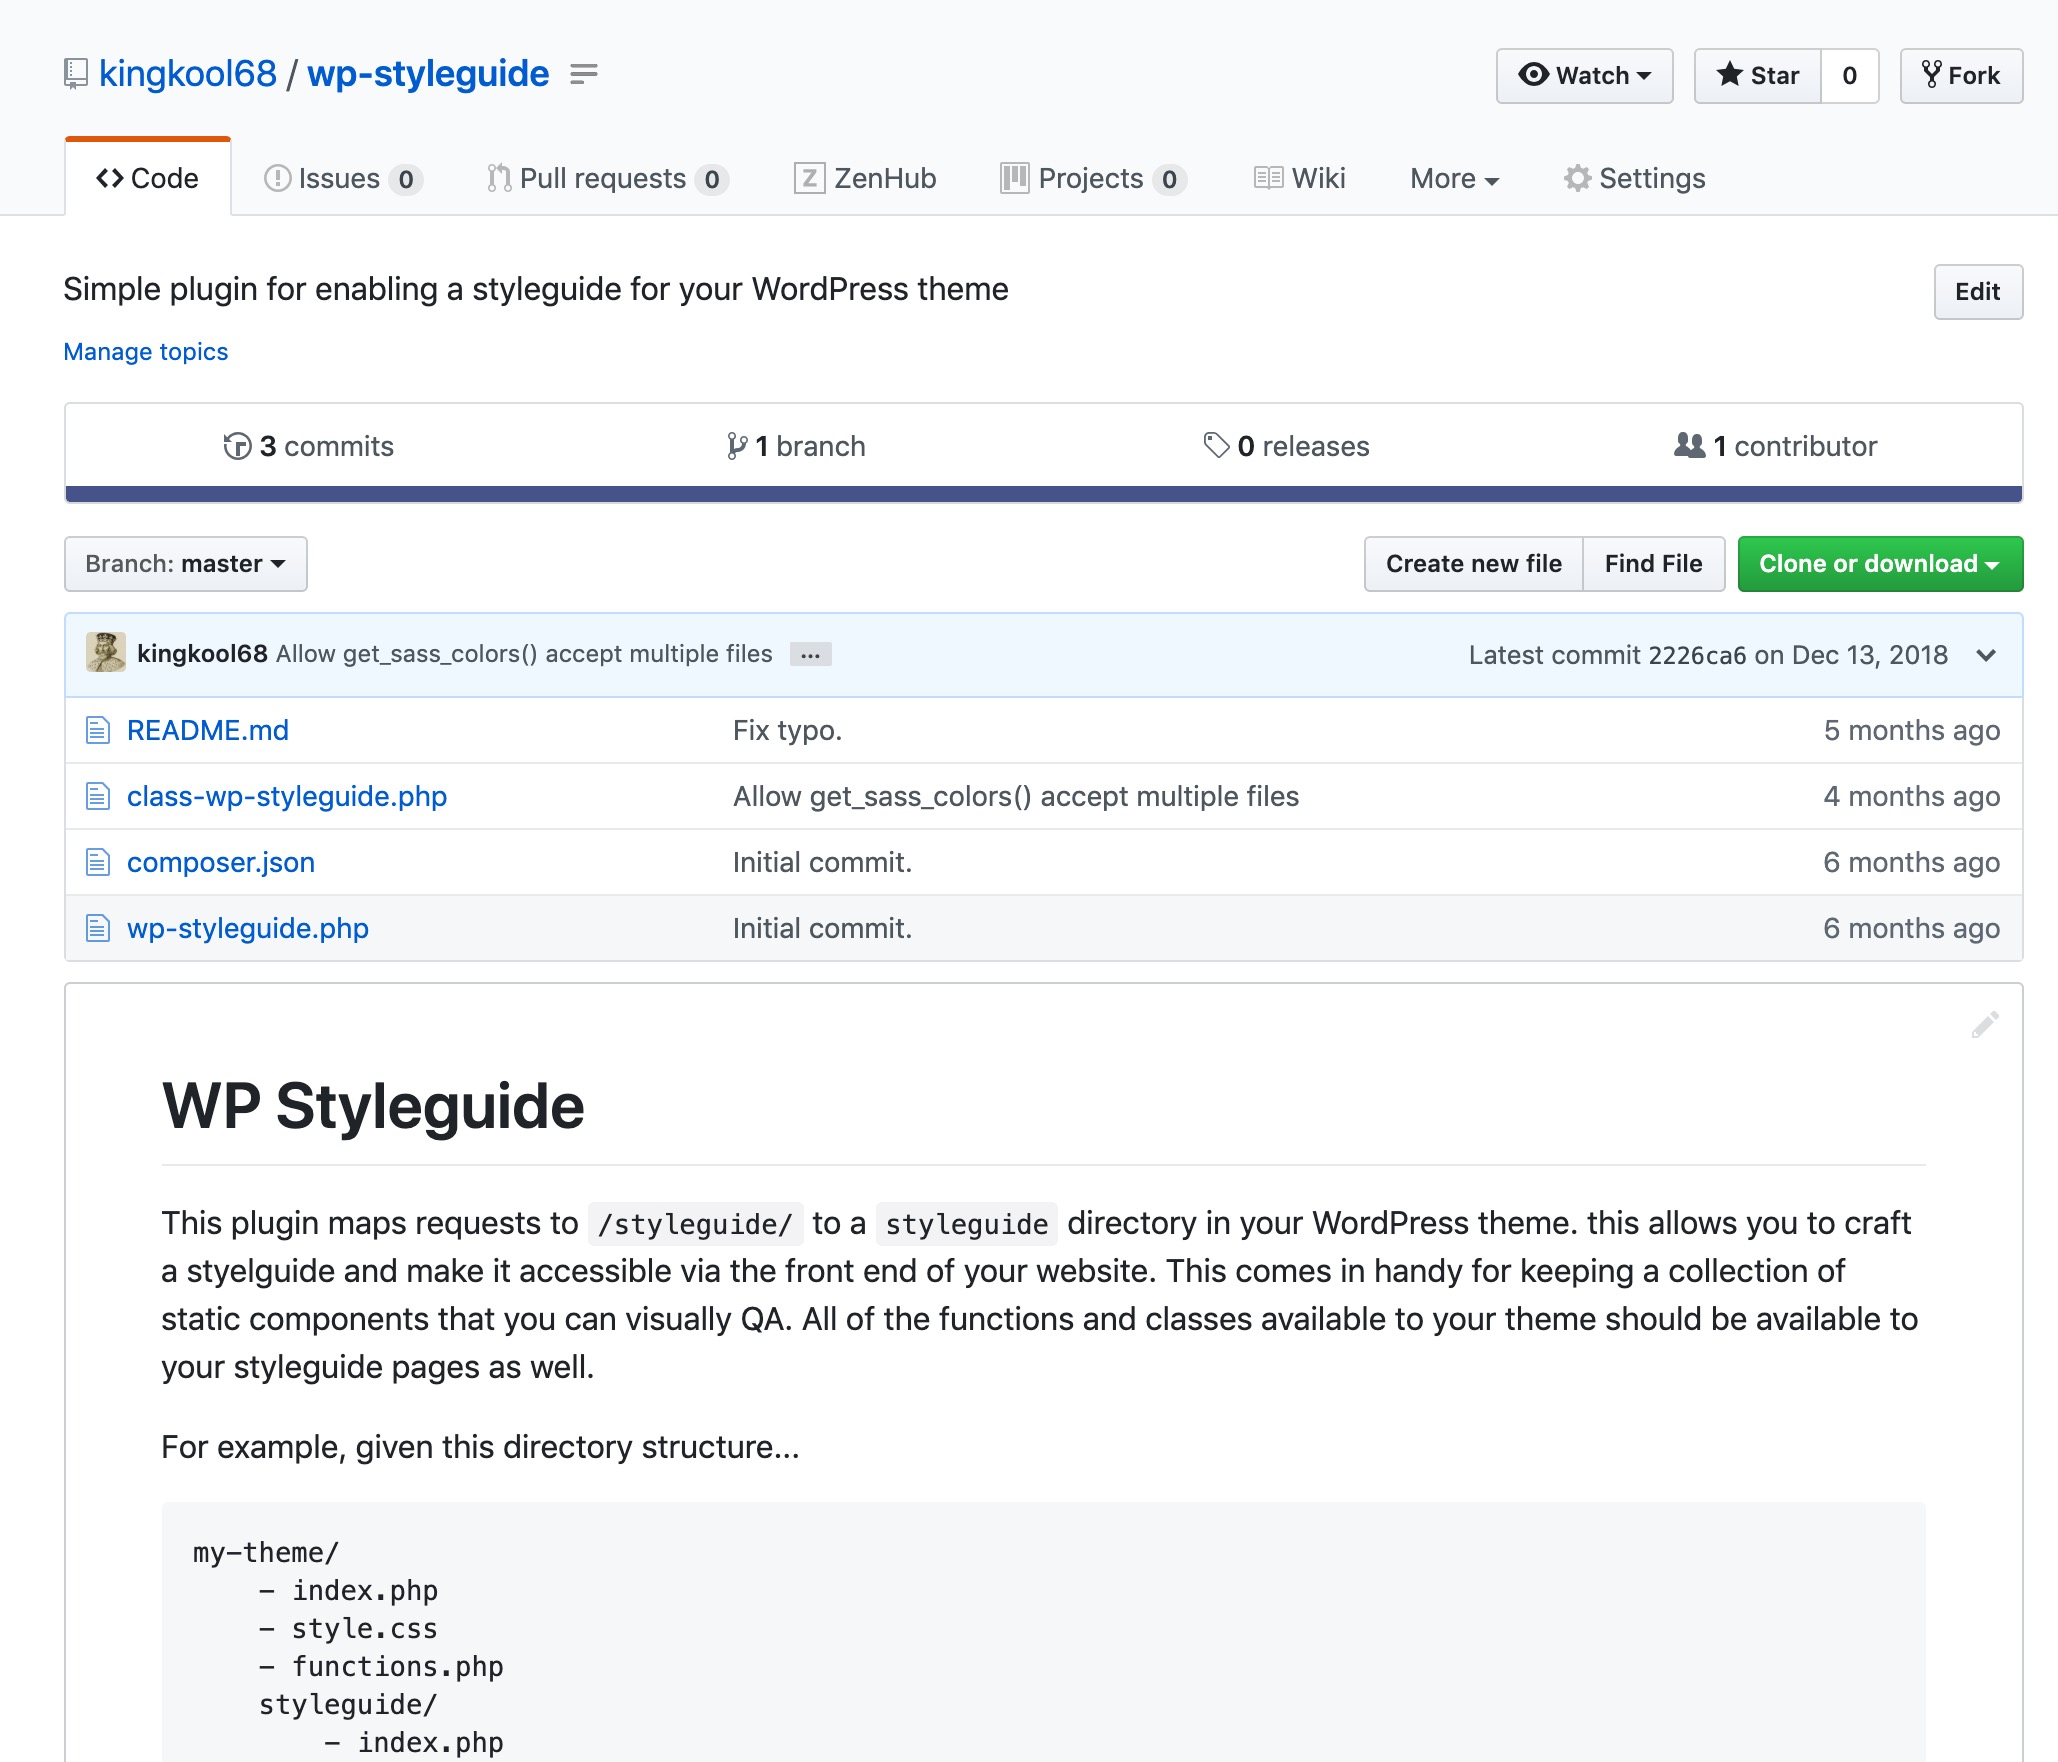 kingkool68 / wp-styleguide
Watch
Star 0
Fork
Code
Issues 0
Pull requests 0
Z ZenHub
Projects 0
Wiki
More
Settings
Simple plugin for enabling a styleguide for your WordPress theme
Edit
Manage topics
3 commits
1 branch
0 releases
1 contributor
Branch: master
Create new file
Find File
Clone or download
kingkool68 Allow get_sass_colors() accept multiple files ...
Latest commit 2226ca6 on Dec 13, 2018
README.md Fix typo. 5 months ago
class-wp-styleguide.php Allow get_sass_colors() accept multiple files 4 months ago
composer.json Initial commit. 6 months ago
wp-styleguide.php Initial commit. 6 months ago
WP Styleguide
This plugin maps requests to /styleguide/ to a styleguide directory in your WordPress theme. this allows you to craft
a styelguide and make it accessible via the front end of your website. This comes in handy for keeping a collection of
static components that you can visually QA. All of the functions and classes available to your theme should be available to
your styleguide pages as well.
For example, given this directory structure...
my-theme/
- index.php
- style.css
- functions.php
styleguide/
- index.php